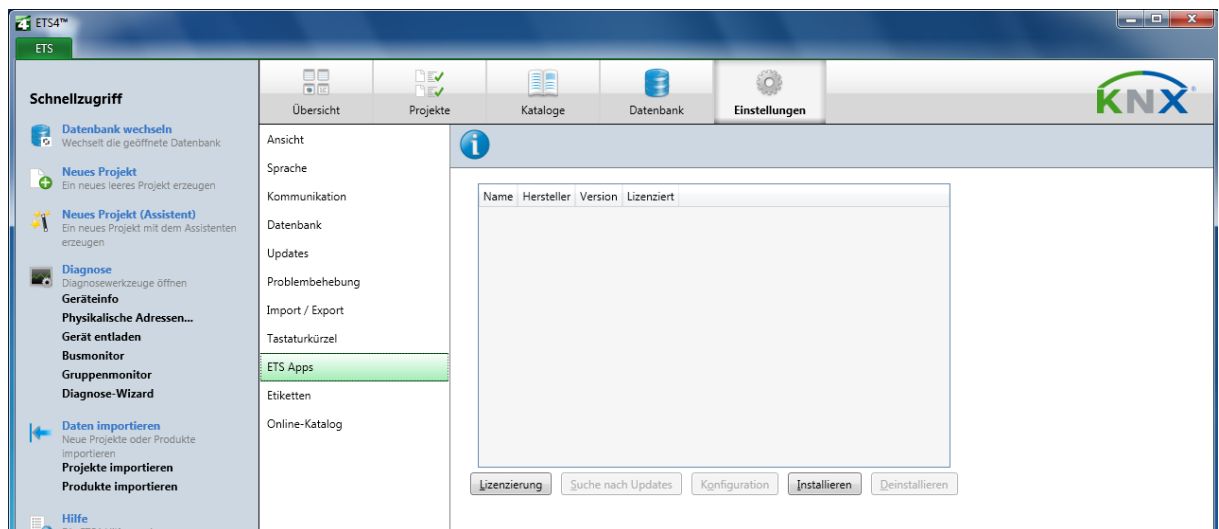 ETS4™
ETS
Schnellzugriff
Datenbank wechseln
Wechselt die geöffnete Datenbank
Neues Projekt
Ein neues leeres Projekt erzeugen
Neues Projekt (Assistent)
Ein neues Projekt mit dem Assistenten
erzeugen
Diagnose
Diagnosewerkzeuge öffnen
Geräteinfo
Physikalische Adressen...
Gerät entladen
Busmonitor
Gruppenmonitor
Diagnose-Wizard
Daten importieren
Neue Projekte oder Produkte
importieren
Projekte importieren
Produkte importieren
Hilfe
Übersicht
Projekte
Kataloge
Datenbank
Einstellungen
KNX
Ansicht
Sprache
Kommunikation
Datenbank
Updates
Problembehebung
Import / Export
Tastaturkürzel
ETS Apps
Etiketten
Online-Katalog
Name Hersteller Version Lizenziert
Lizenzierung Suche nach Updates Konfiguration Installieren Deinstallieren